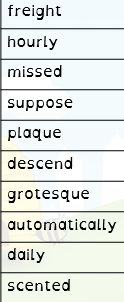 freight
hourly
missed
suppose
plaque
descend
grotesque
automatically
daily
scented